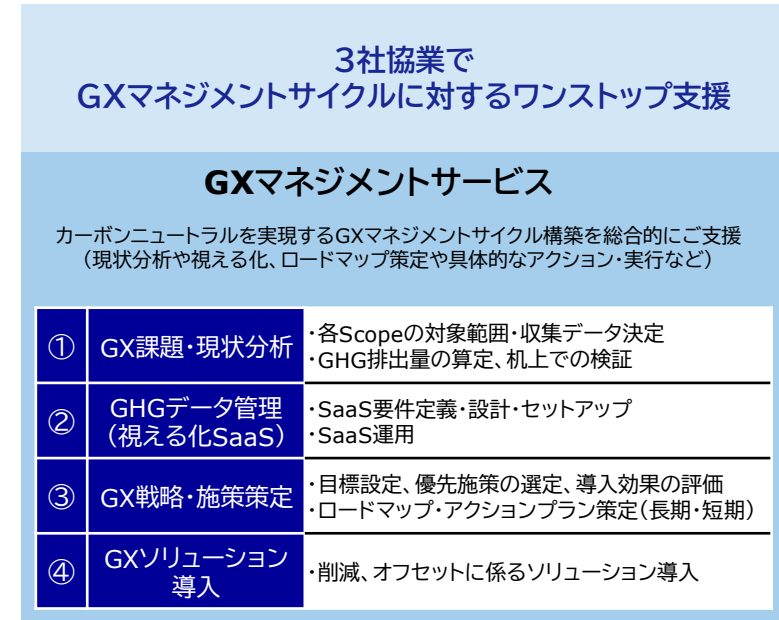 3社協業で
GXマネジメントサイクルに対するワンストップ支援
GXマネジメントサービス
カーボンニュートラルを実現するGXマネジメントサイクル構築を総合的にご支援
（現状分析や視える化、ロードマップ策定や具体的なアクション・実行など）
①
GX課題・現状分析
・各Scopeの対象範囲・収集データ決定
・GHG排出量の算定、机上での検証
②
GHGデータ管理
（視える化SaaS）
・SaaS要件定義・設計・セットアップ
・SaaS運用
③
GX戦略・施策策定
・目標設定、優先施策の選定、導入効果の評価
・ロードマップ・アクションプラン策定（長期・短期）
④
GXソリューション
導入
・削減、オフセットに係るソリューション導入